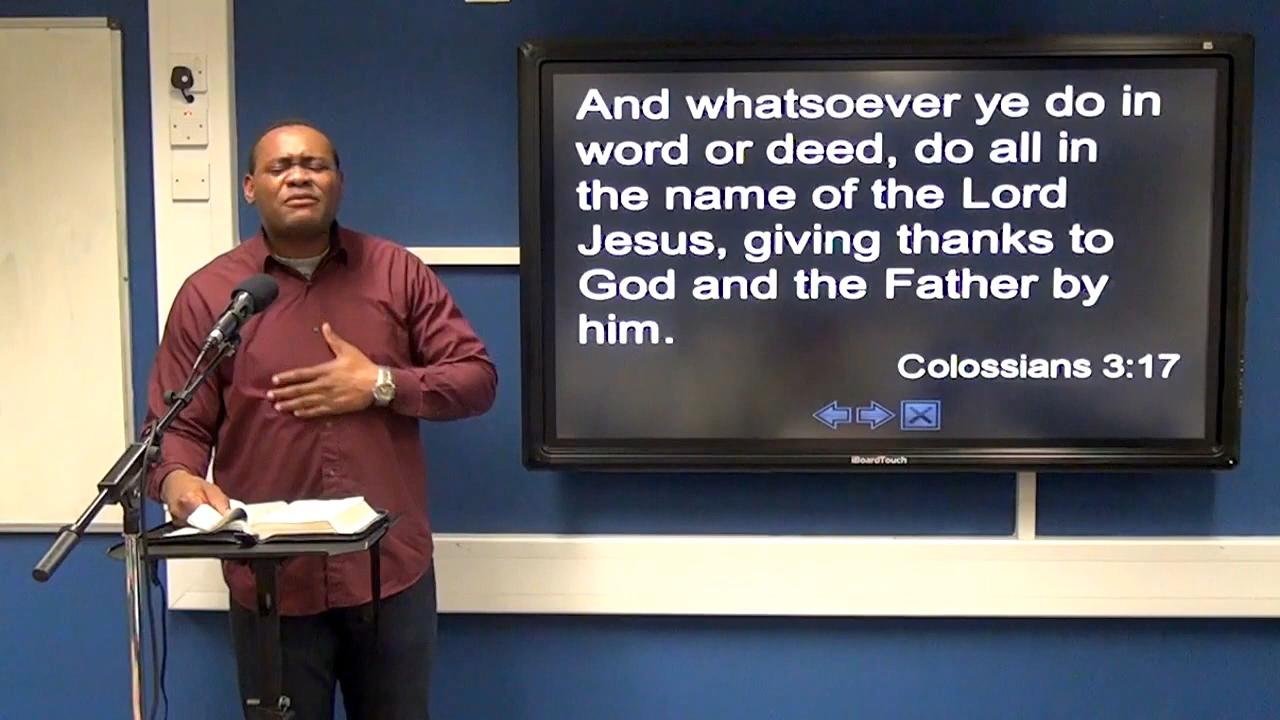 And whatsoever ye do in
word or deed, do all in
the name of the Lord
Jesus, giving thanks to
God and the Father by
him.
Colossians 3:17
iBoardTouch